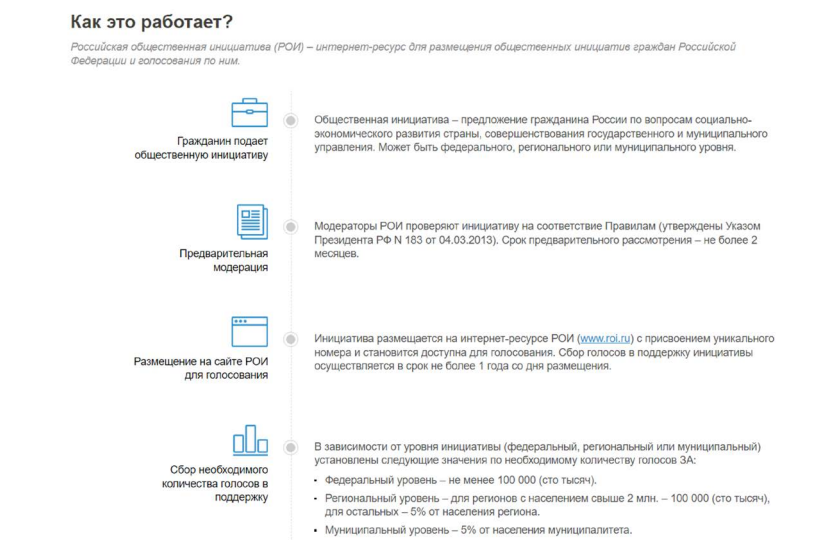 Как это работает?
Российская общественная инициатива (РОИ) – интернет-ресурс для размещения общественных инициатив граждан Российской
Федерации и голосования по ним.
Гражданин подает
общественную инициативу
Общественная инициатива – предложение гражданина России по вопросам социально-
экономического развития страны, совершенствования государственного и муниципального
управления. Может быть федерального, регионального или муниципального уровня.
Предварительная
модерация
Модераторы РОИ проверяют инициативу на соответствие Правилам (утверждены Указом
Президента РФ N 183 от 04.03.2013). Срок предварительного рассмотрения – не более 2
месяцев.
Размещение на сайте РОИ
для голосования
Инициатива размещается на интернет-ресурсе РОИ (www.roi.ru) с присвоением уникального
номера и становится доступна для голосования. Сбор голосов в поддержку инициативы
осуществляется в срок не более 1 года со дня размещения.
Сбор необходимого
количества голосов в
поддержку
В зависимости от уровня инициативы (федеральный, региональный или муниципальный)
установлены следующие значения по необходимому количеству голосов ЗА:
• Федеральный уровень – не менее 100 000 (сто тысяч).
• Региональный уровень – для регионов с населением свыше 2 млн. – 100 000 (сто тысяч),
для остальных – 5% от населения региона.
• Муниципальный уровень – 5% от населения муниципалитета.